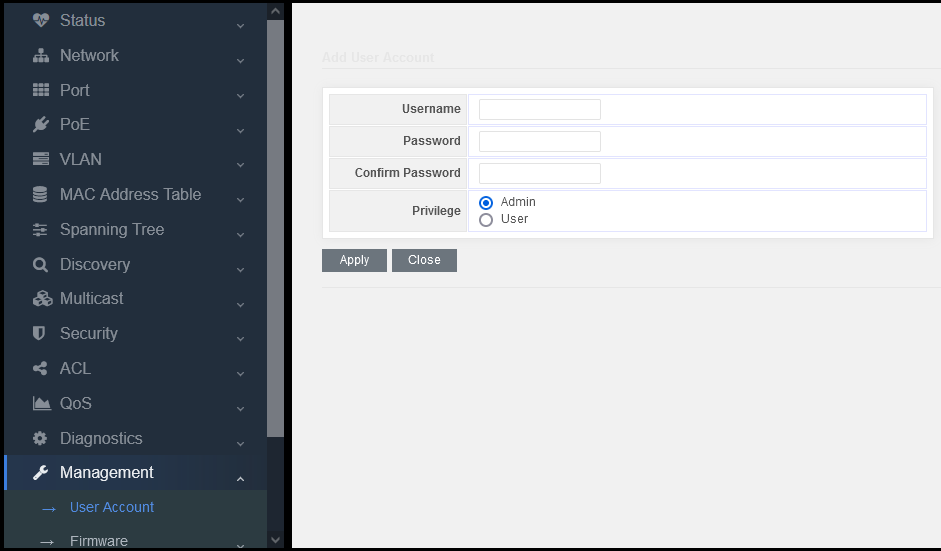 Status
Network
Port
PoE
VLAN
MAC Address Table
Spanning Tree
Discovery
Multicast
Security
ACL
QoS
Diagnostics
Management
User Account
Firmware
Add User Account
Username
Password
Confirm Password
Privilege
Admin
User
Apply Close